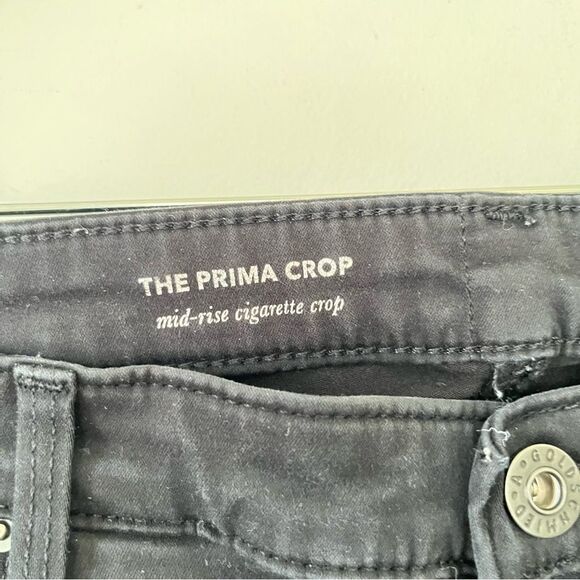 THE PRIMA CROP
mid-rise cigarette crop
A • GOLDSCHMIED •